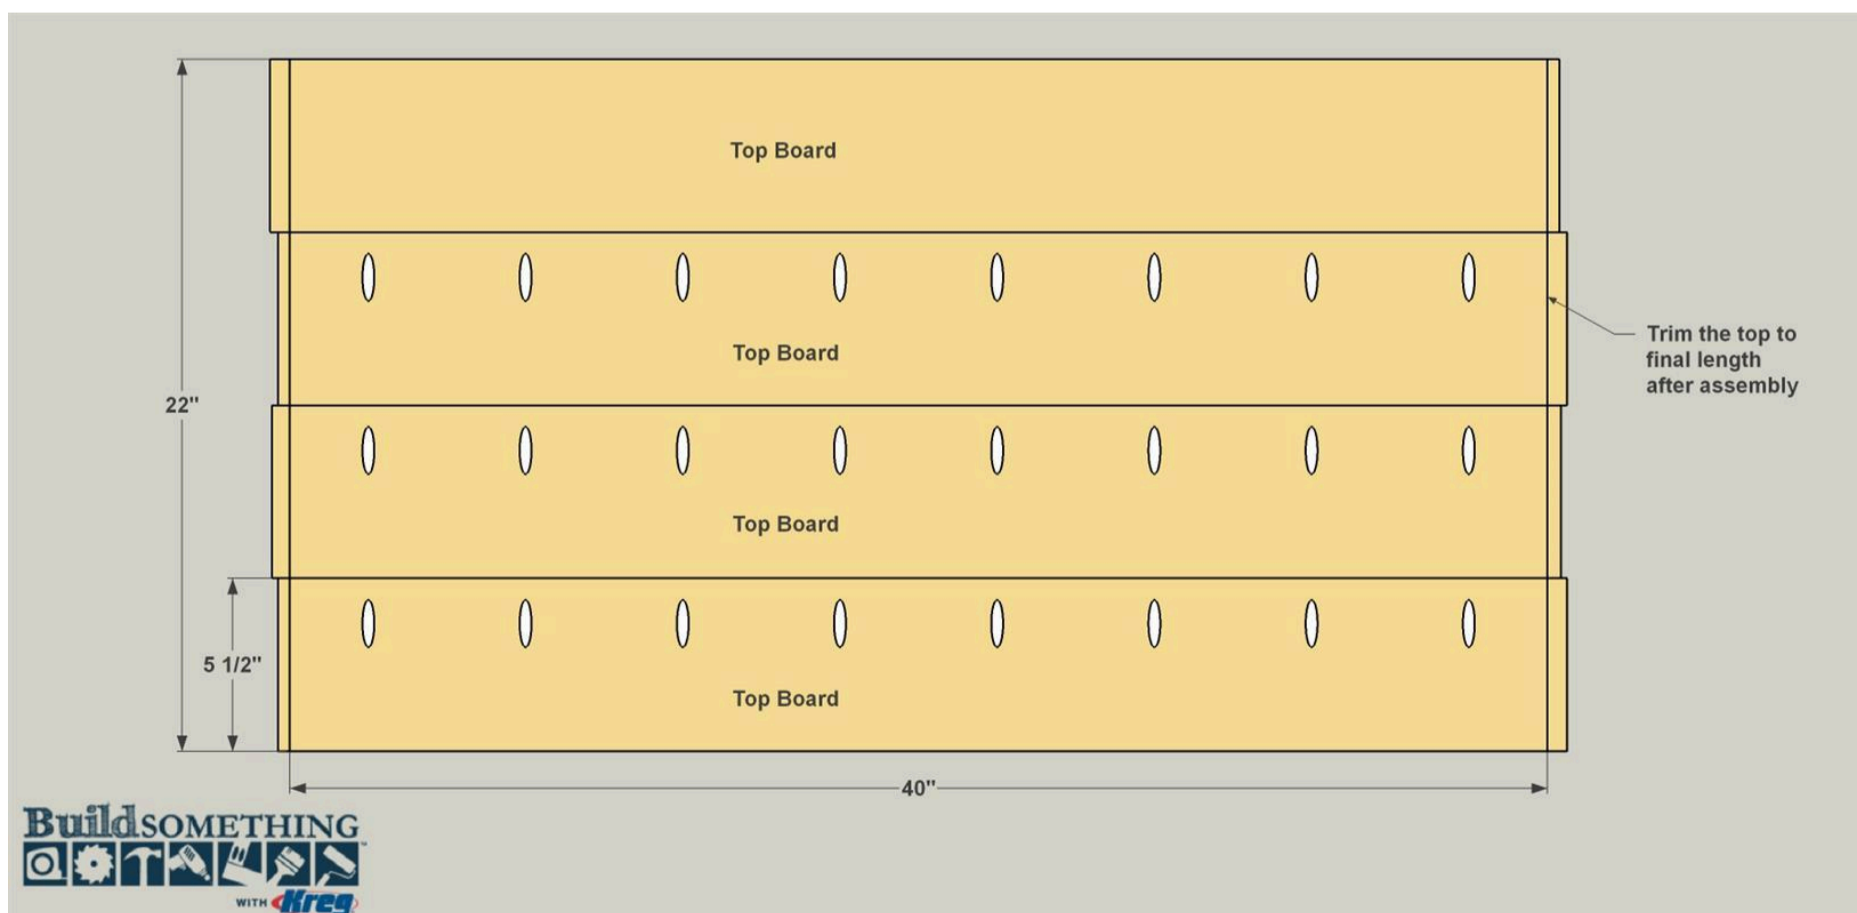 Top Board
Top Board
Trim the top to
final length
after assembly
22"
Top Board
5 1/2"
Top Board
40"
BuildSOMETHING
WITH Kreg